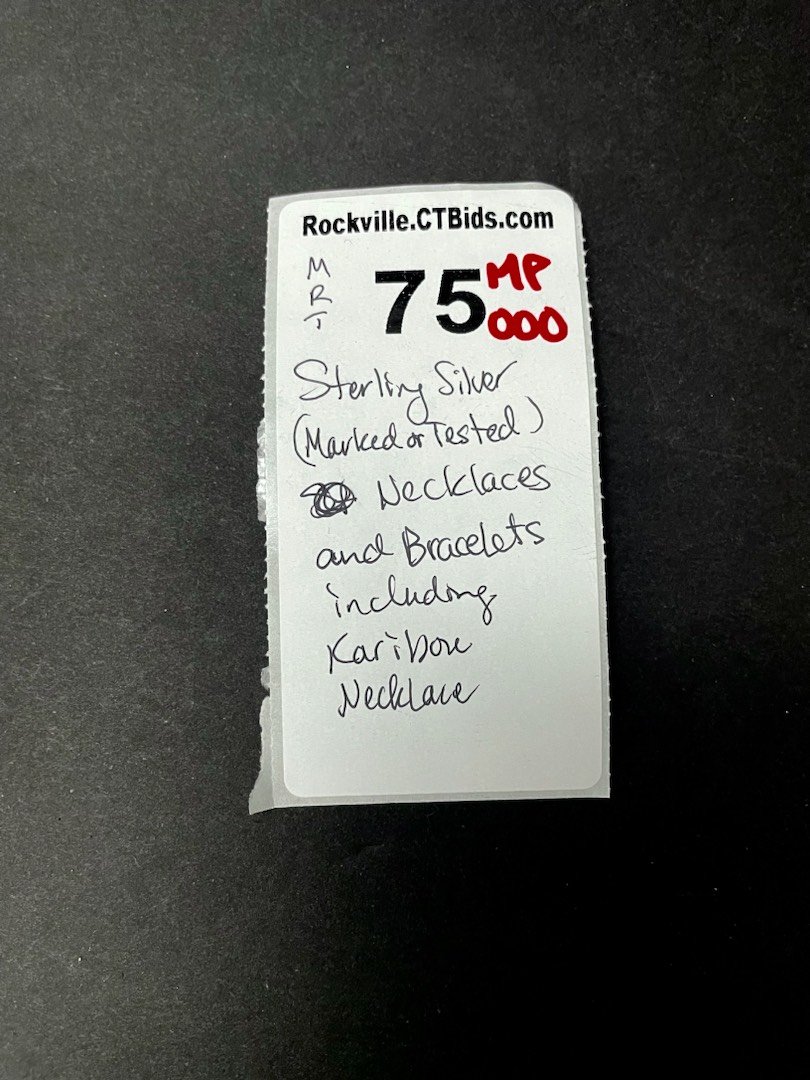 Rockville.CTBids.com
M
R
T
75
MP
000
Sterling Silver
(Marked or Tested)
Necklaces
and Bracelets
including
Karibou
Necklace